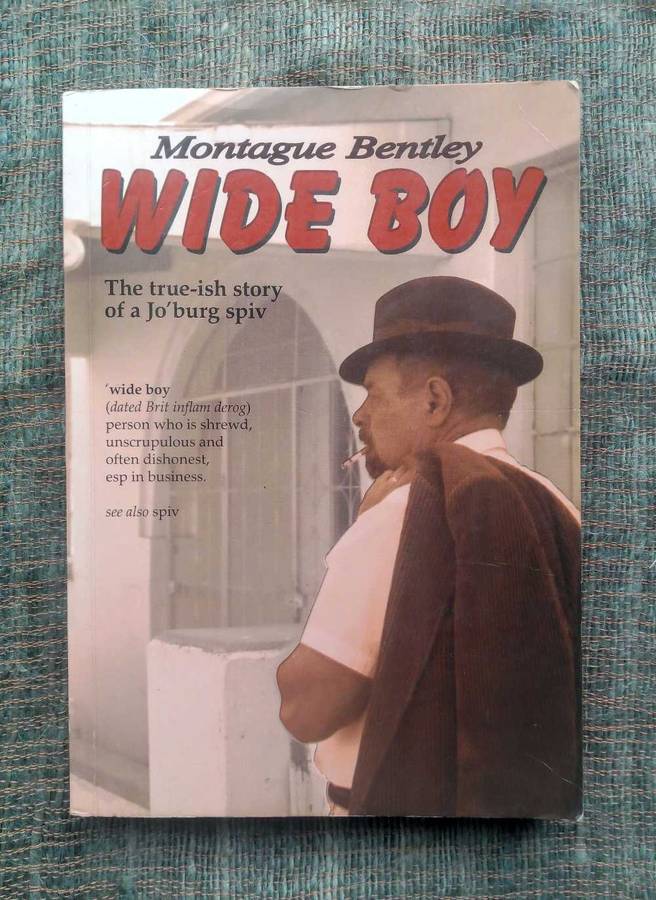 Montague Bentley
WIDE BOY
The true-ish story
of a Jo'burg spiv
'wide boy
(dated Brit inflam derog)
person who is shrewd,
unscrupulous and
often dishonest,
esp in business.
see also spiv